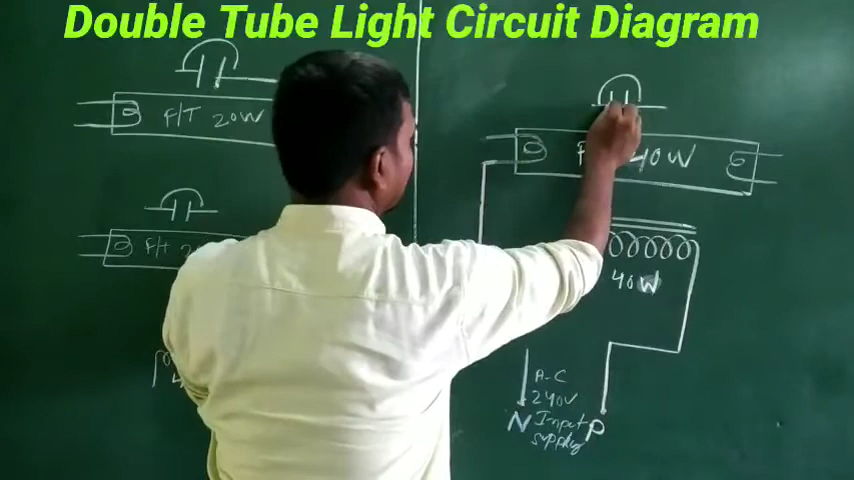 Double Tube Light Circuit Diagram
F/T 20W
40W
F/T
40W
A-C
240V
N Input P
supply